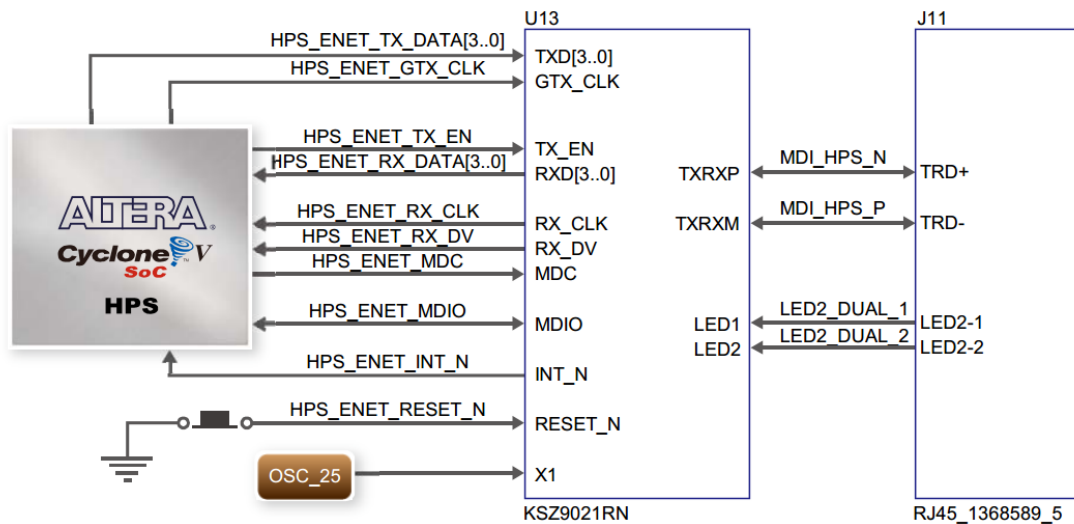 U13
J11
HPS_ENET_TX_DATA[3..0]
TXD[3..0]
HPS_ENET_GTX_CLK
GTX_CLK
HPS_ENET_TX_EN
TX_EN
HPS_ENET_RX_DATA[3..0]
RXD[3..0]
TXRXP
MDI_HPS_N
TRD+
HPS_ENET_RX_CLK
RX_CLK
TXRXM
MDI_HPS_P
TRD-
HPS_ENET_RX_DV
RX_DV
HPS_ENET_MDC
MDC
ALTERA®
Cyclone V
SoC
™
HPS
HPS_ENET_MDIO
MDIO
LED1
LED2_DUAL_1
LED2-1
LED2
LED2_DUAL_2
LED2-2
HPS_ENET_INT_N
INT_N
HPS_ENET_RESET_N
RESET_N
OSC_25
X1
KSZ9021RN
RJ45_1368589_5